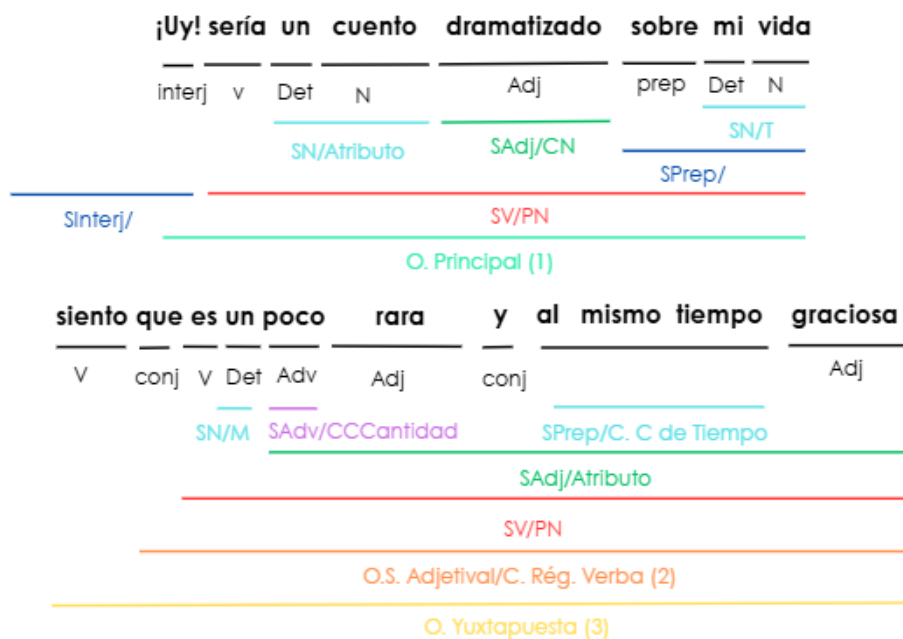 ¡Uy! sería un cuento dramatizado sobre mi vida
interj v Det N Adj prep Det N
SN/Atributo SAdj/CN SN/T
SPrep/
SInterj/ SV/PN
O. Principal (1)
siento que es un poco rara y al mismo tiempo graciosa
V conj V Det Adv Adj conj Adj
SN/M SAdv/CCCantidad SPrep/C. C de Tiempo
SAdj/Atributo
SV/PN
O.S. Adjetival/C. Rég. Verba (2)
O. Yuxtapuesta (3)